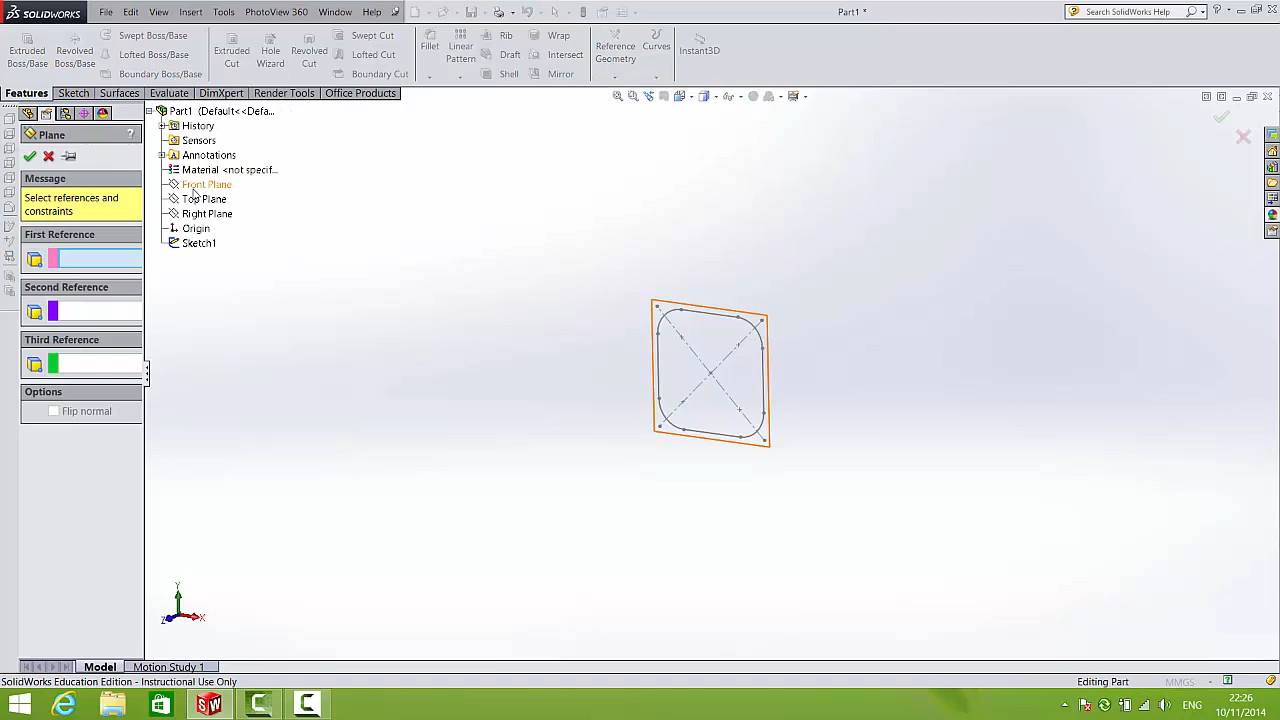 SOLIDWORKS File Edit View Insert Tools PhotoView 360 Window Help Part1 * Search SolidWorks Help ?
Extruded Boss/Base
Revolved Boss/Base
Swept Boss/Base
Lofted Boss/Base
Boundary Boss/Base
Extruded Cut
Hole Wizard
Revolved Cut
Swept Cut
Lofted Cut
Boundary Cut
Fillet
Linear Pattern
Rib
Draft
Shell
Wrap
Intersect
Mirror
Reference Geometry
Curves
Instant3D
Features Sketch Surfaces Evaluate DimXpert Render Tools Office Products
Plane ?
Message
Select references and
constraints
First Reference
Second Reference
Third Reference
Options
Flip normal
Part1 (Default<<Defa...
History
Sensors
A Annotations
Material <not specif...
Front Plane
Top Plane
Right Plane
Origin
Sketch1
Y
Z X
Model Motion Study 1
SolidWorks Education Edition - Instructional Use Only Editing Part MMGS - ?
SW ENG 22:26
10/11/2014